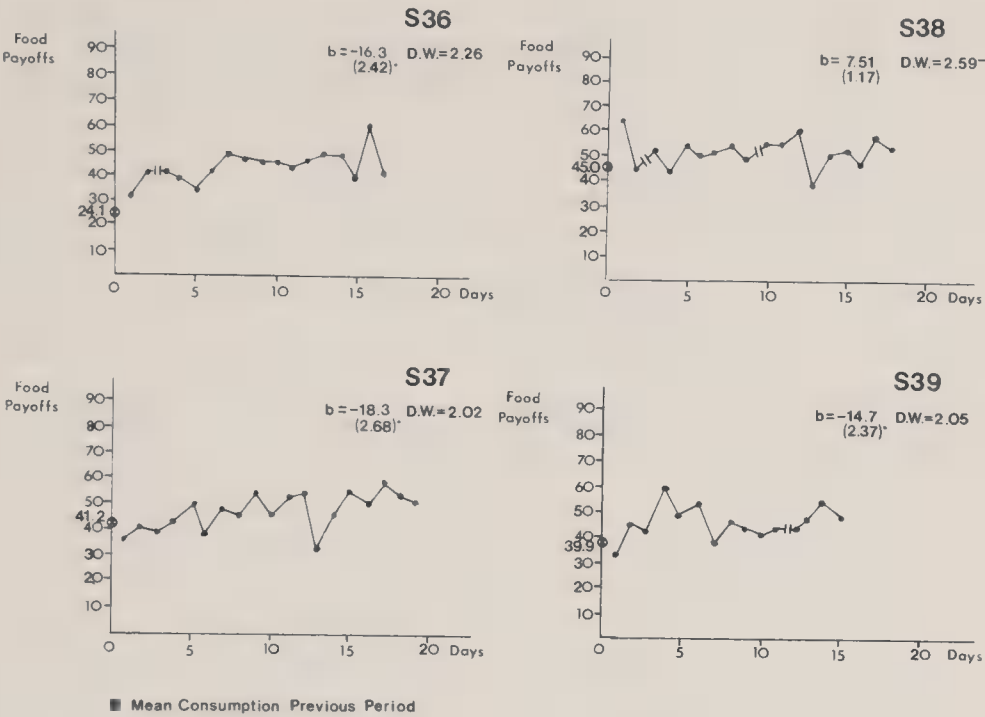 S36
Food
Payoffs
b=-16.3 D.W.=2.26
(2.42)*
90
80
70
60
50
40
30
24.1
20
10
0 5 10 15 20 Days
S38
Food
Payoffs
b= 7.51 D.W.=2.59
(1.17)
90
80
70
60
50
45.0
40
30
20
10
0 5 10 15 20 Days
S37
Food
Payoffs
b=-18.3 D.W.=2.02
(2.68)*
90
80
70
60
50
41.2
40
30
20
10
0 5 10 15 20 Days
S39
Food
Payoffs
b=-14.7 D.W.=2.05
(2.37)*
90
80
70
60
50
40
39.9
30
20
10
0 5 10 15 20 Days
Mean Consumption Previous Period